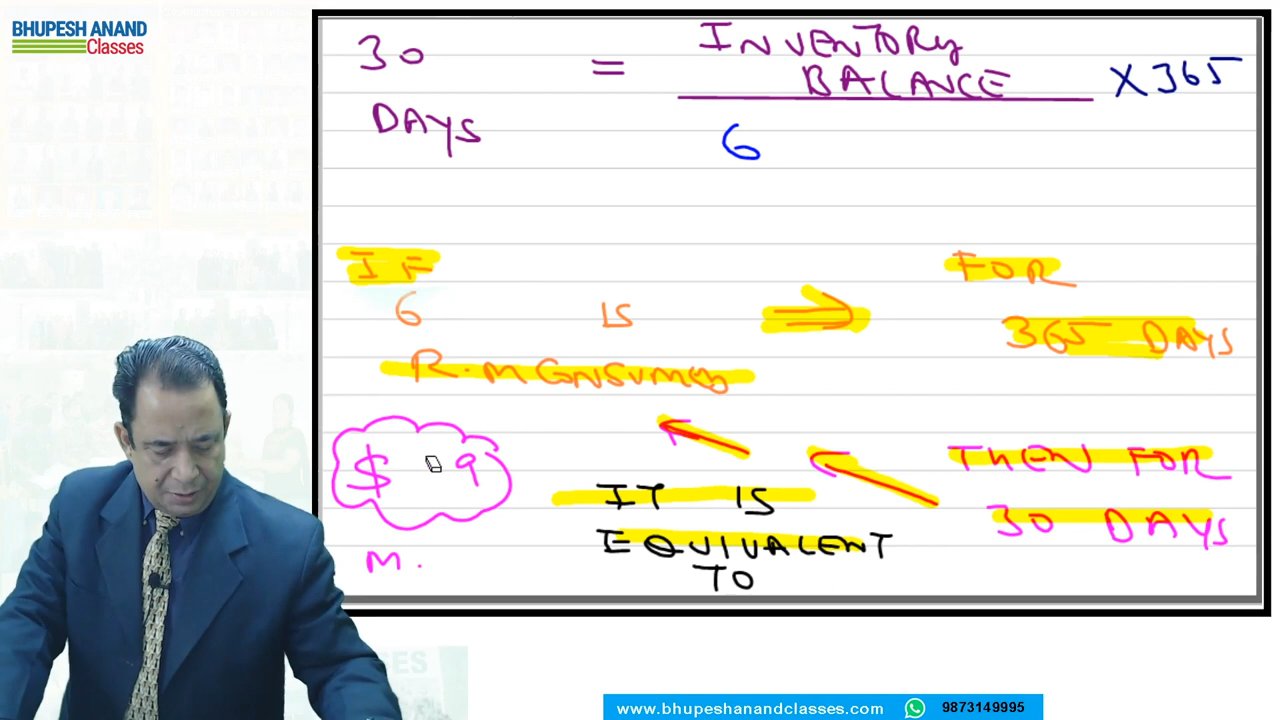 BHUPESH ANAND
Classes
30
DAYS
=
INVENTORY
BALANCE
X 365
6
IF
6 IS
R.M CONSUMED
FOR
365 DAYS
$ 9
M.
IT IS
EQUIVALENT
TO
THEN FOR
30 DAYS
www.bhupeshanandclasses.com
9873149995